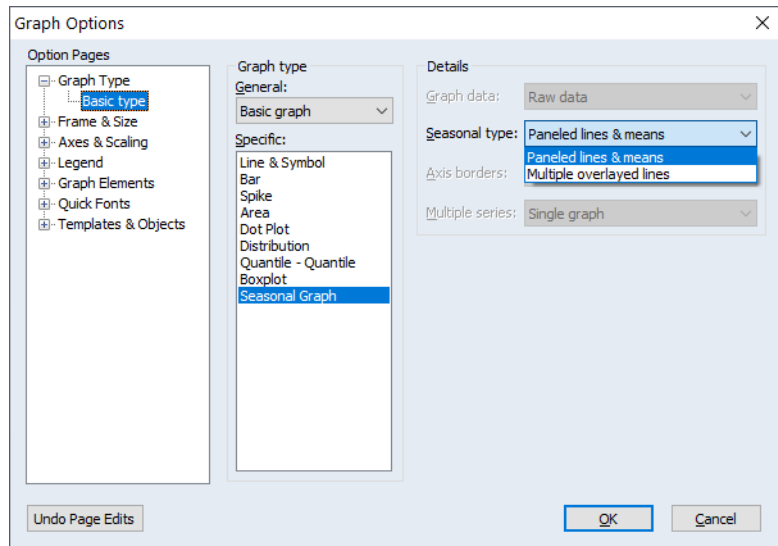 Graph Options
Option Pages
Graph Type
Basic type
Frame & Size
Axes & Scaling
Legend
Graph Elements
Quick Fonts
Templates & Objects
Graph type
General:
Basic graph
Specific:
Line & Symbol
Bar
Spike
Area
Dot Plot
Distribution
Quantile - Quantile
Boxplot
Seasonal Graph
Details
Graph data: Raw data
Seasonal type: Paneled lines & means
Paneled lines & means
Multiple overlayed lines
Axis borders:
Multiple series: Single graph
Undo Page Edits
OK
Cancel